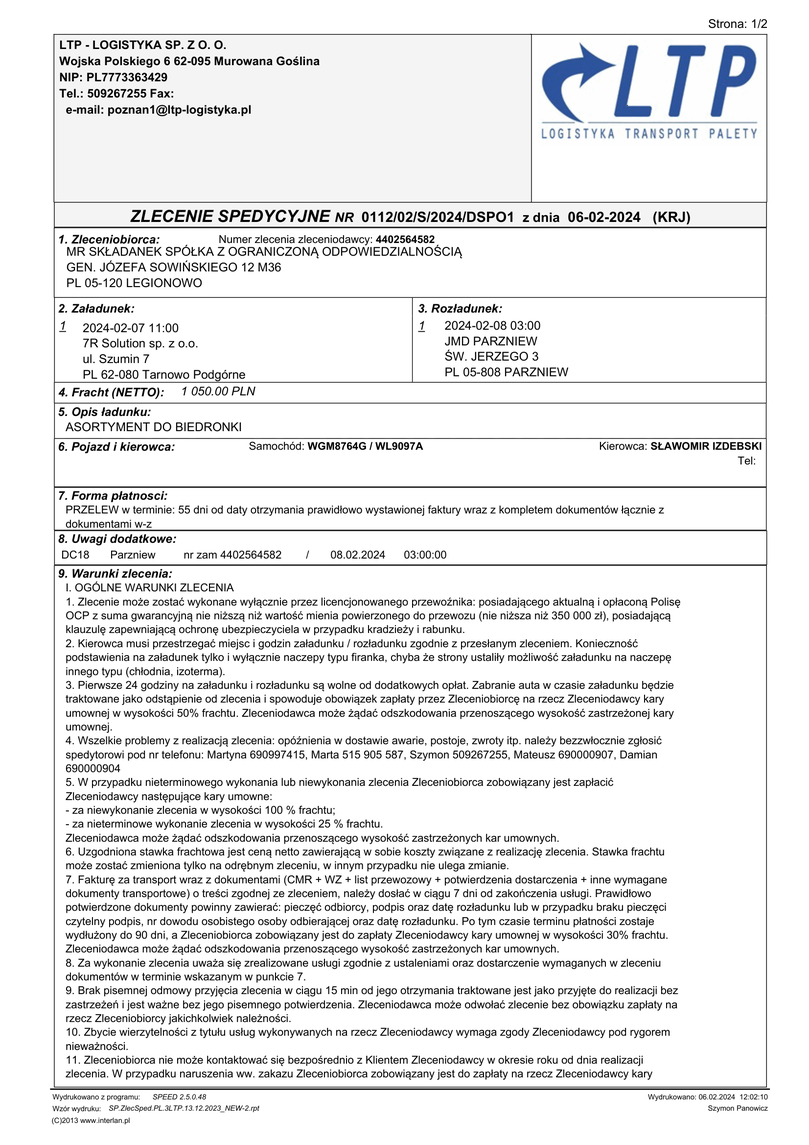 Strona: 1/2
LTP - LOGISTYKA SP. Z O. O.
Wojska Polskiego 6 62-095 Murowana Goślina
NIP: PL7773363429
Tel.: 509267255 Fax:
e-mail: poznan1@ltp-logistyka.pl
LTP
LOGISTYKA TRANSPORT PALETY
ZLECENIE SPEDYCYJNE NR 0112/02/S/2024/DSPO1 z dnia 06-02-2024 (KRJ)
1. Zleceniobiorca: Numer zlecenia zleceniodawcy: 4402564582
MR SKŁADANEK SPÓŁKA Z OGRANICZONĄ ODPOWIEDZIALNOŚCIĄ
GEN. JÓZEFA SOWIŃSKIEGO 12 M36
PL 05-120 LEGIONOWO
2. Załadunek:
1 2024-02-07 11:00
7R Solution sp. z o.o.
ul. Szumin 7
PL 62-080 Tarnowo Podgórne
3. Rozładunek:
1 2024-02-08 03:00
JMD PARZNIEW
ŚW. JERZEGO 3
PL 05-808 PARZNIEW
4. Fracht (NETTO): 1 050.00 PLN
5. Opis ładunku:
ASORTYMENT DO BIEDRONKI
6. Pojazd i kierowca: Samochód: WGM8764G / WL9097A Kierowca: SŁAWOMIR IZDEBSKI
Tel:
7. Forma płatnosci:
PRZELEW w terminie: 55 dni od daty otrzymania prawidłowo wystawionej faktury wraz z kompletem dokumentów łącznie z
dokumentami w-z
8. Uwagi dodatkowe:
DC18 Parzniew nr zam 4402564582 / 08.02.2024 03:00:00
9. Warunki zlecenia:
I. OGÓLNE WARUNKI ZLECENIA
1. Zlecenie może zostać wykonane wyłącznie przez licencjonowanego przewoźnika: posiadającego aktualną i opłaconą Polisę
OCP z suma gwarancyjną nie niższą niż wartość mienia powierzonego do przewozu (nie niższa niż 350 000 zł), posiadającą
klauzulę zapewniającą ochronę ubezpieczyciela w przypadku kradzieży i rabunku.
2. Kierowca musi przestrzegać miejsc i godzin załadunku / rozładunku zgodnie z przesłanym zleceniem. Konieczność
podstawienia na załadunek tylko i wyłącznie naczepy typu firanka, chyba że strony ustaliły możliwość załadunku na naczepę
innego typu (chłodnia, izoterma).
3. Pierwsze 24 godziny na załadunku i rozładunku są wolne od dodatkowych opłat. Zabranie auta w czasie załadunku będzie
traktowane jako odstąpienie od zlecenia i spowoduje obowiązek zapłaty przez Zleceniobiorcę na rzecz Zleceniodawcy kary
umownej w wysokości 50% frachtu. Zleceniodawca może żądać odszkodowania przenoszącego wysokość zastrzeżonej kary
umownej.
4. Wszelkie problemy z realizacją zlecenia: opóźnienia w dostawie awarie, postoje, zwroty itp. należy bezzwłocznie zgłosić
spedytorowi pod nr telefonu: Martyna 690997415, Marta 515 905 587, Szymon 509267255, Mateusz 690000907, Damian
690000904
5. W przypadku nieterminowego wykonania lub niewykonania zlecenia Zleceniobiorca zobowiązany jest zapłacić
Zleceniodawcy następujące kary umowne:
- za niewykonanie zlecenia w wysokości 100 % frachtu;
- za nieterminowe wykonanie zlecenia w wysokości 25 % frachtu.
Zleceniodawca może żądać odszkodowania przenoszącego wysokość zastrzeżonych kar umownych.
6. Uzgodniona stawka frachtowa jest ceną netto zawierającą w sobie koszty związane z realizację zlecenia. Stawka frachtu
może zostać zmieniona tylko na odrębnym zleceniu, w innym przypadku nie ulega zmianie.
7. Fakturę za transport wraz z dokumentami (CMR + WZ + list przewozowy + potwierdzenia dostarczenia + inne wymagane
dokumenty transportowe) o treści zgodnej ze zleceniem, należy dosłać w ciągu 7 dni od zakończenia usługi. Prawidłowo
potwierdzone dokumenty powinny zawierać: pieczęć odbiorcy, podpis oraz datę rozładunku lub w przypadku braku pieczęci
czytelny podpis, nr dowodu osobistego osoby odbierającej oraz datę rozładunku. Po tym czasie terminu płatności zostaje
wydłużony do 90 dni, a Zleceniobiorca zobowiązany jest do zapłaty Zleceniodawcy kary umownej w wysokości 30% frachtu.
Zleceniodawca może żądać odszkodowania przenoszącego wysokość zastrzeżonych kar umownych.
8. Za wykonanie zlecenia uważa się zrealizowane usługi zgodnie z ustaleniami oraz dostarczenie wymaganych w zleceniu
dokumentów w terminie wskazanym w punkcie 7.
9. Brak pisemnej odmowy przyjęcia zlecenia w ciągu 15 min od jego otrzymania traktowane jest jako przyjęte do realizacji bez
zastrzeżeń i jest ważne bez jego pisemnego potwierdzenia. Zleceniodawca może odwołać zlecenie bez obowiązku zapłaty na
rzecz Zleceniobiorcy jakichkolwiek należności.
10. Zbycie wierzytelności z tytułu usług wykonywanych na rzecz Zleceniodawcy wymaga zgody Zleceniodawcy pod rygorem
nieważności.
11. Zleceniobiorca nie może kontaktować się bezpośrednio z Klientem Zleceniodawcy w okresie roku od dnia realizacji
zlecenia. W przypadku naruszenia ww. zakazu Zleceniobiorca zobowiązany jest do zapłaty na rzecz Zleceniodawcy kary
Wydrukowano z programu: SPEED 2.5.0.48 Wydrukowano: 06.02.2024 12:02:10
Wzór wydruku: SP.ZlecSped.PL.3LTP.13.12.2023_NEW-2.rpt Szymon Panowicz
(C)2013 www.interlan.pl